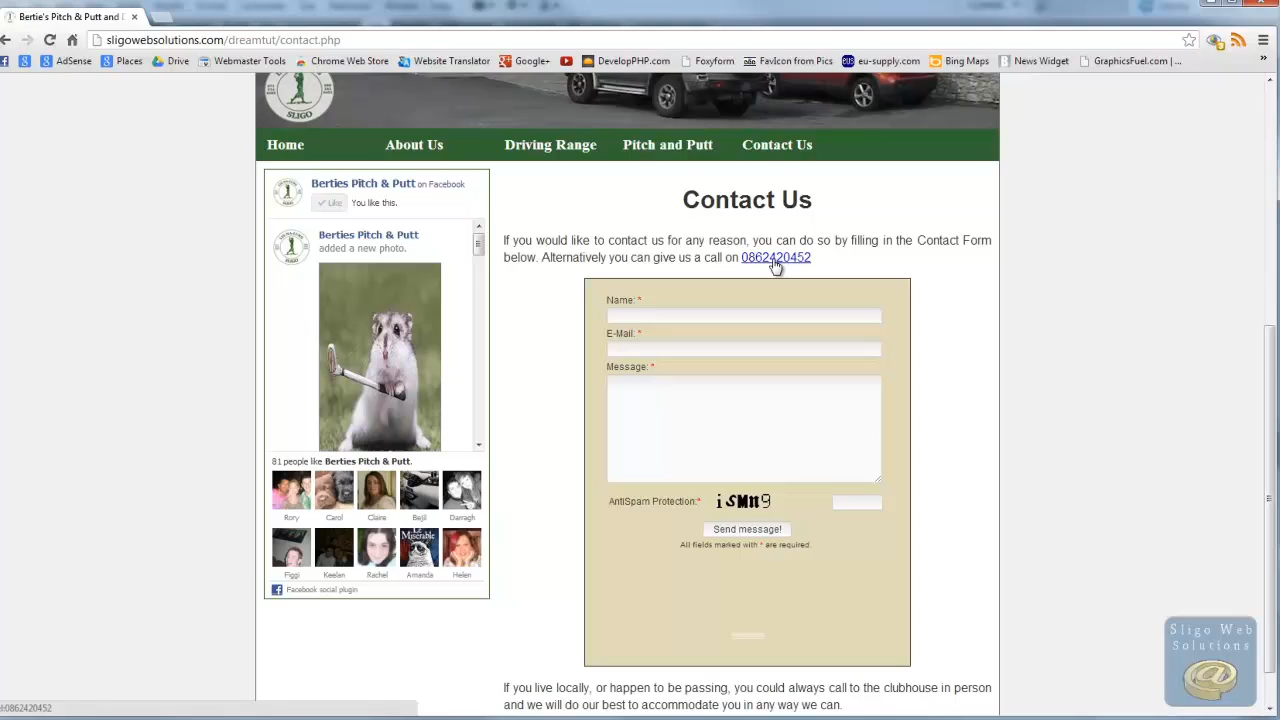 Bertie's Pitch & Putt and
sligowebsolutions.com/dreamtut/contact.php
AdSense Places Drive Webmaster Tools Chrome Web Store Website Translator Google+ DevelopPHP.com Foxyform FavIcon from Pics eu-supply.com Bing Maps News Widget GraphicsFuel.com | ... »
SLIGO
Home About Us Driving Range Pitch and Putt Contact Us
Berties Pitch & Putt on Facebook
Like You like this.
Berties Pitch & Putt
added a new photo.
81 people like Berties Pitch & Putt.
Rory Carol Claire Bejll Darragh
Misérable
Figgi Keelan Rachel Amanda Helen
Facebook social plugin
Contact Us
If you would like to contact us for any reason, you can do so by filling in the Contact Form
below. Alternatively you can give us a call on 0862420452
Name: *
E-Mail: *
Message: *
AntiSpam Protection:* iSMn9
Send message!
All fields marked with * are required.
If you live locally, or happen to be passing, you could always call to the clubhouse in person
and we will do our best to accommodate you in any way we can.
Sligo Web
Solutions
@
el:0862420452